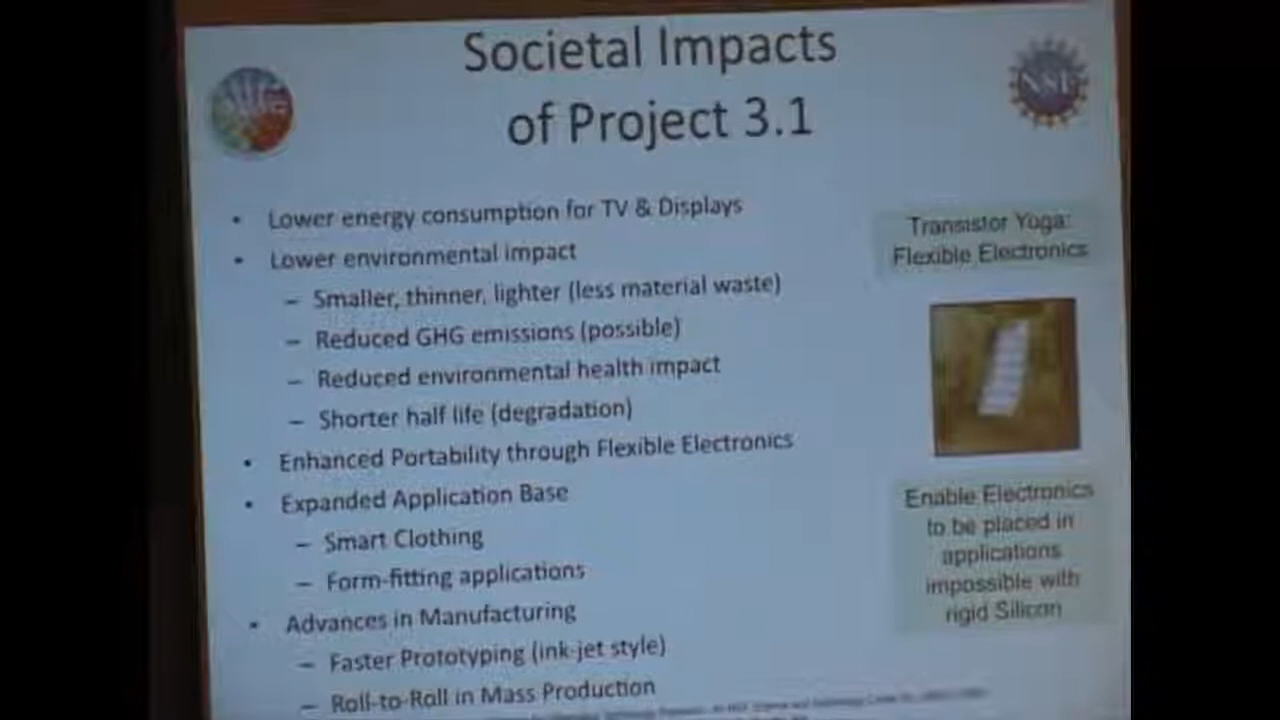 Societal Impacts
of Project 3.1
NSF
• Lower energy consumption for TV & Displays
• Lower environmental impact
– Smaller, thinner, lighter (less material waste)
– Reduced GHG emissions (possible)
– Reduced environmental health impact
– Shorter half life (degradation)
• Enhanced Portability through Flexible Electronics
• Expanded Application Base
– Smart Clothing
– Form-fitting applications
• Advances in Manufacturing
– Faster Prototyping (ink-jet style)
– Roll-to-Roll in Mass Production
Transistor Yoga:
Flexible Electronics
Enable Electronics
to be placed in
applications
impossible with
rigid Silicon